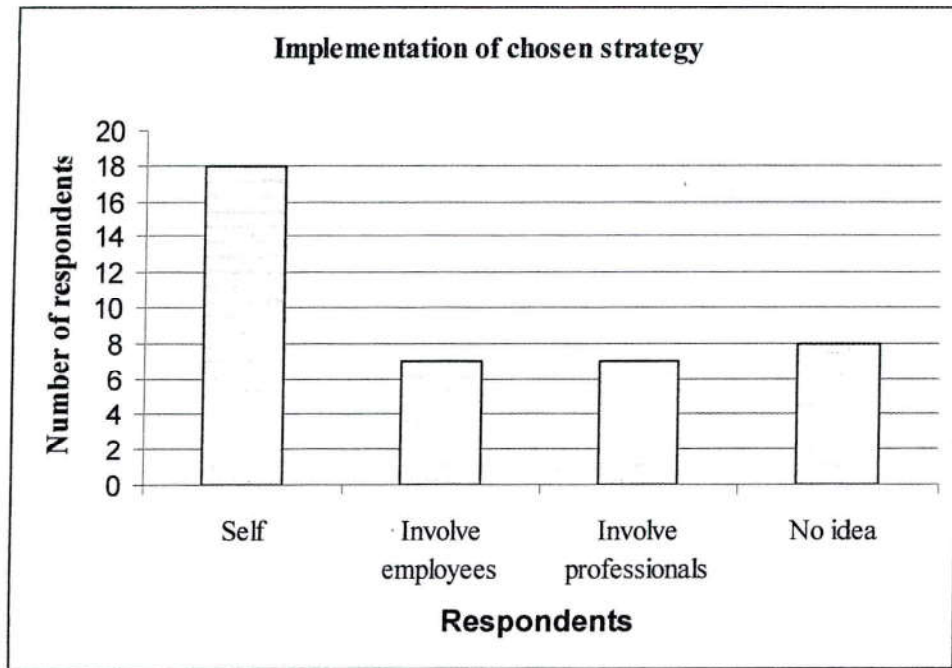 Implementation of chosen strategy
Number of respondents
20
18
16
14
12
10
8
6
4
2
0
Self
Involve
employees
Involve
professionals
No idea
Respondents